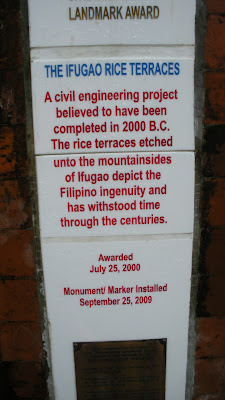 LANDMARK AWARD
THE IFUGAO RICE TERRACES
A civil engineering project
believed to have been
completed in 2000 B.C.
The rice terraces etched
unto the mountainsides
of Ifugao depict the
Filipino ingenuity and
has withstood time
through the centuries.
Awarded
July 25, 2000
Monument/ Marker Installed
September 25, 2009